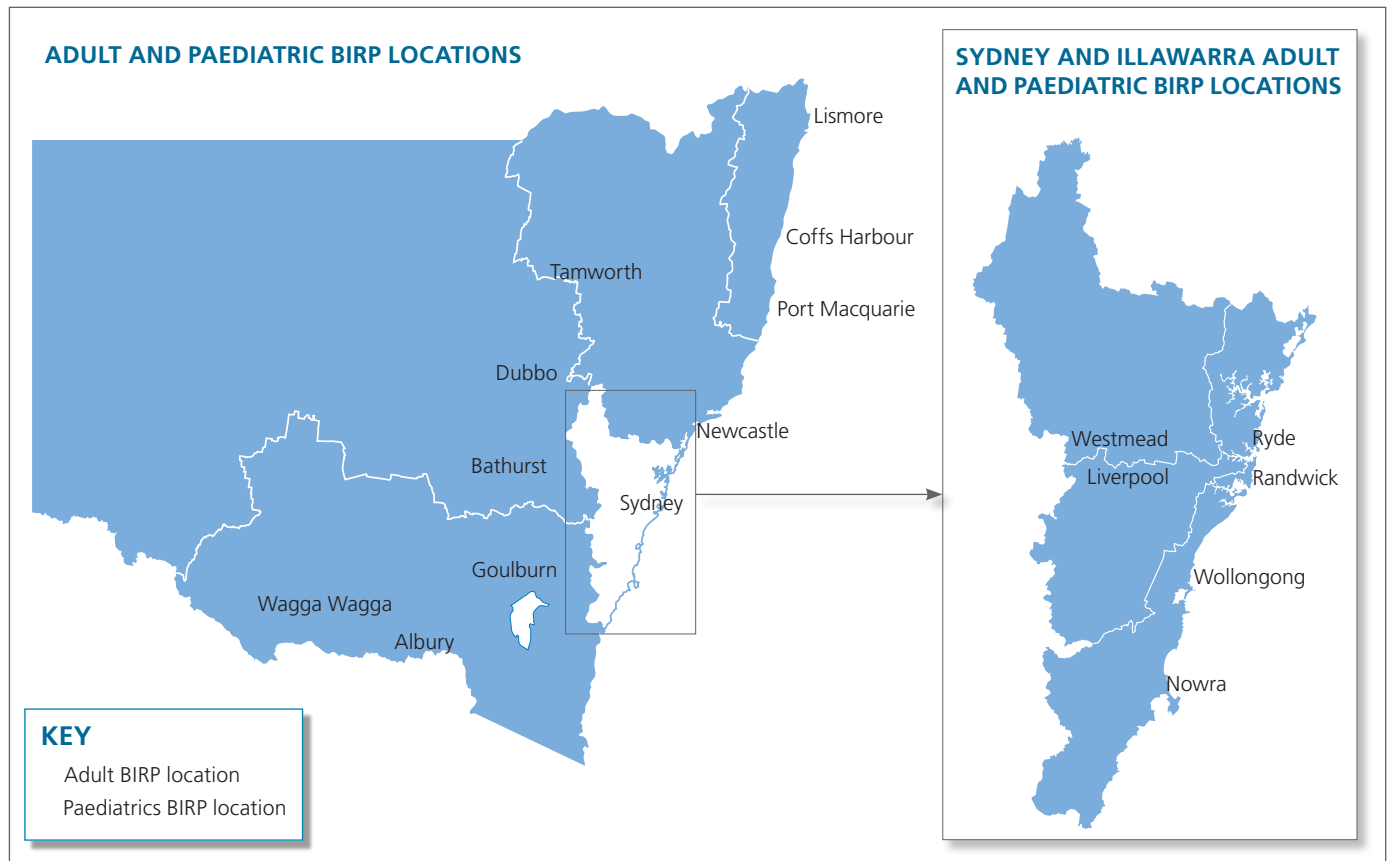 ADULT AND PAEDIATRIC BIRP LOCATIONS
Lismore
Coffs Harbour
Tamworth
Port Macquarie
Dubbo
Newcastle
Bathurst
Sydney
Goulburn
Wagga Wagga
Albury
KEY
Adult BIRP location
Paediatrics BIRP location
SYDNEY AND ILLAWARRA ADULT
AND PAEDIATRIC BIRP LOCATIONS
Westmead
Ryde
Liverpool
Randwick
Wollongong
Nowra